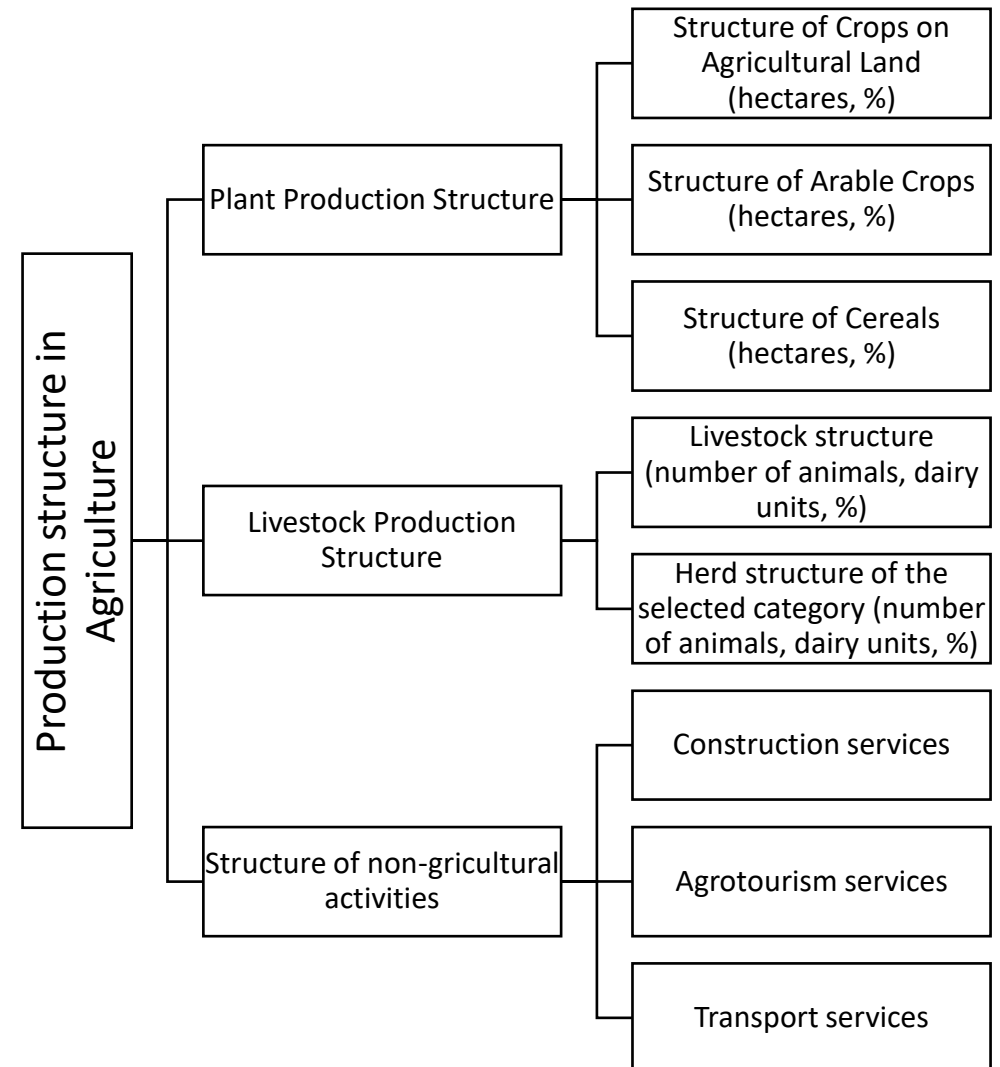 Production structure in
Agriculture
Plant Production Structure
Structure of Crops on
Agricultural Land
(hectares, %)
Structure of Arable Crops
(hectares, %)
Structure of Cereals
(hectares, %)
Livestock Production
Structure
Livestock structure
(number of animals, dairy
units, %)
Herd structure of the
selected category (number
of animals, dairy units, %)
Structure of non-gricultural
activities
Construction services
Agrotourism services
Transport services